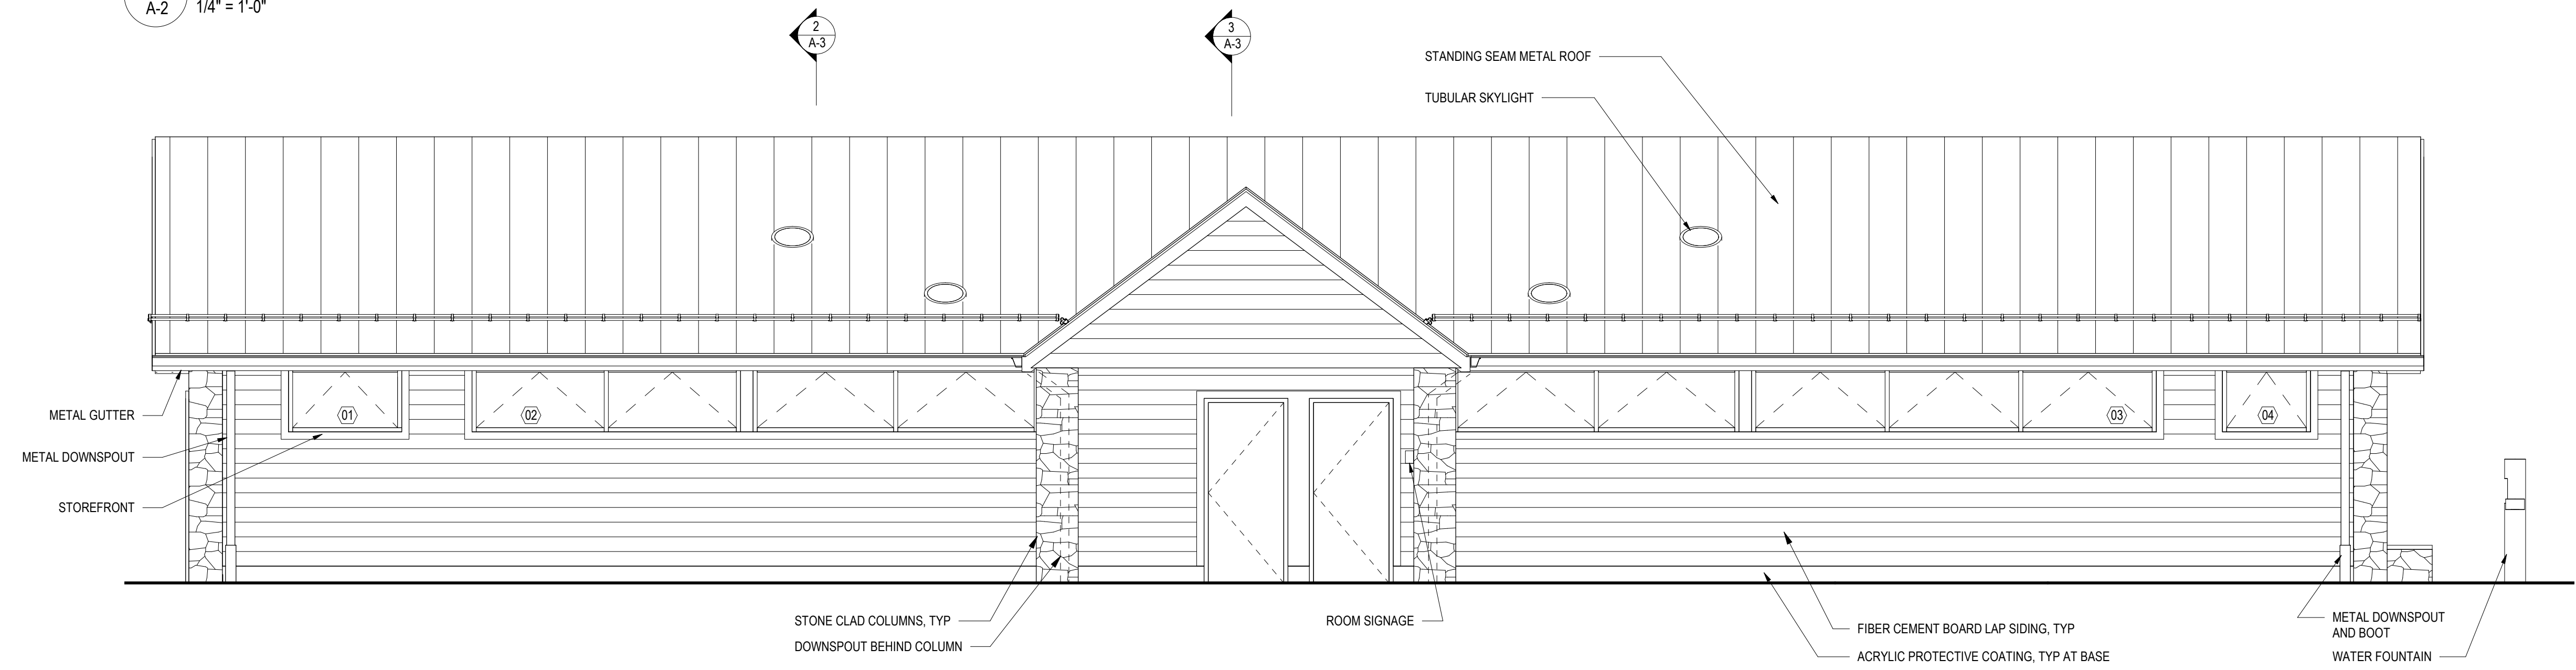 A-2
1/4" = 1'-0"
2
A-3
3
A-3
STANDING SEAM METAL ROOF
TUBULAR SKYLIGHT
METAL GUTTER
01
02
03
04
METAL DOWNSPOUT
STOREFRONT
STONE CLAD COLUMNS, TYP
DOWNSPOUT BEHIND COLUMN
ROOM SIGNAGE
FIBER CEMENT BOARD LAP SIDING, TYP
ACRYLIC PROTECTIVE COATING, TYP AT BASE
METAL DOWNSPOUT
AND BOOT
WATER FOUNTAIN